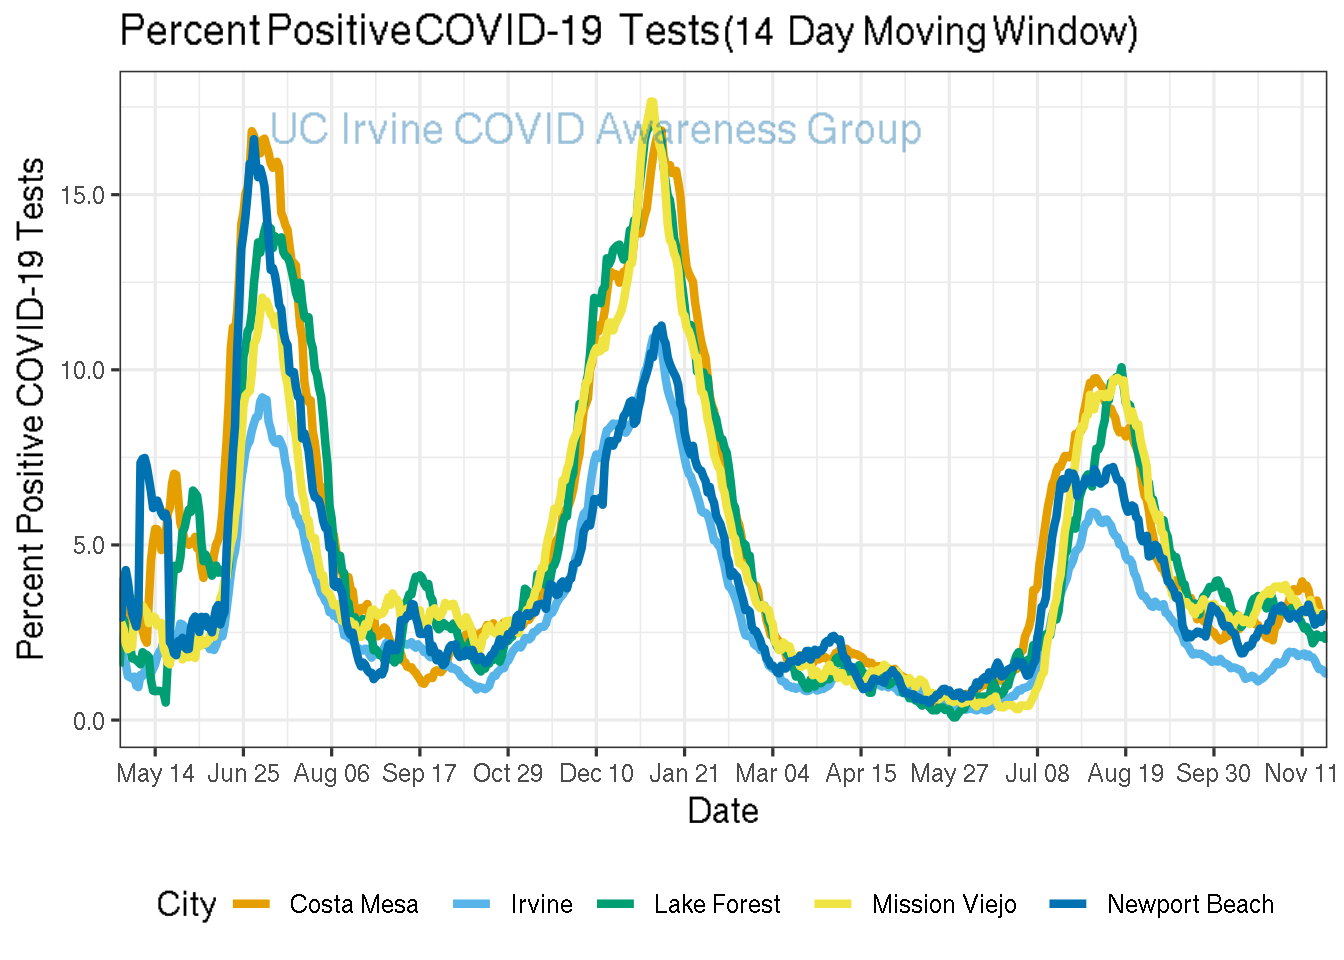 Percent Positive COVID-19 Tests(14 Day Moving Window)
UC Irvine COVID Awareness Group
Percent Positive COVID-19 Tests
15.0
10.0
5.0
0.0
May 14 Jun 25 Aug 06 Sep 17 Oct 29 Dec 10 Jan 21 Mar 04 Apr 15 May 27 Jul 08 Aug 19 Sep 30 Nov 11
Date
City Costa Mesa Irvine Lake Forest Mission Viejo Newport Beach